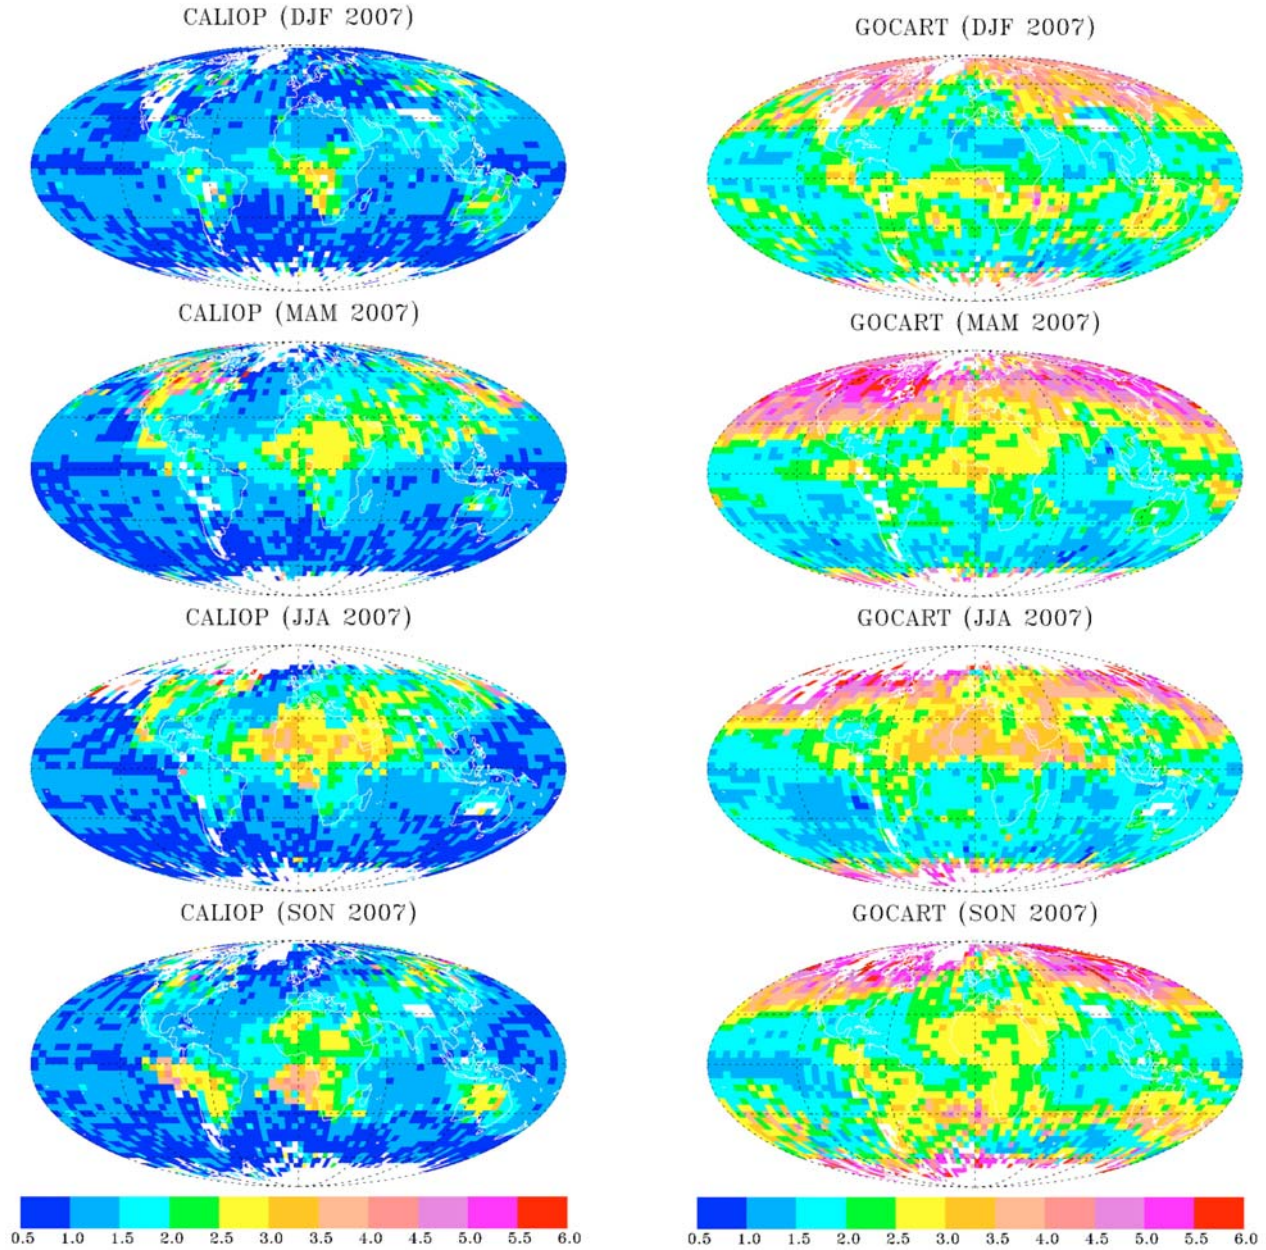 CALIOP (DJF 2007)
GOCART (DJF 2007)
CALIOP (MAM 2007)
GOCART (MAM 2007)
CALIOP (JJA 2007)
GOCART (JJA 2007)
CALIOP (SON 2007)
GOCART (SON 2007)
0.5 1.0 1.5 2.0 2.5 3.0 3.5 4.0 4.5 5.0 5.5 6.0
0.5 1.0 1.5 2.0 2.5 3.0 3.5 4.0 4.5 5.0 5.5 6.0